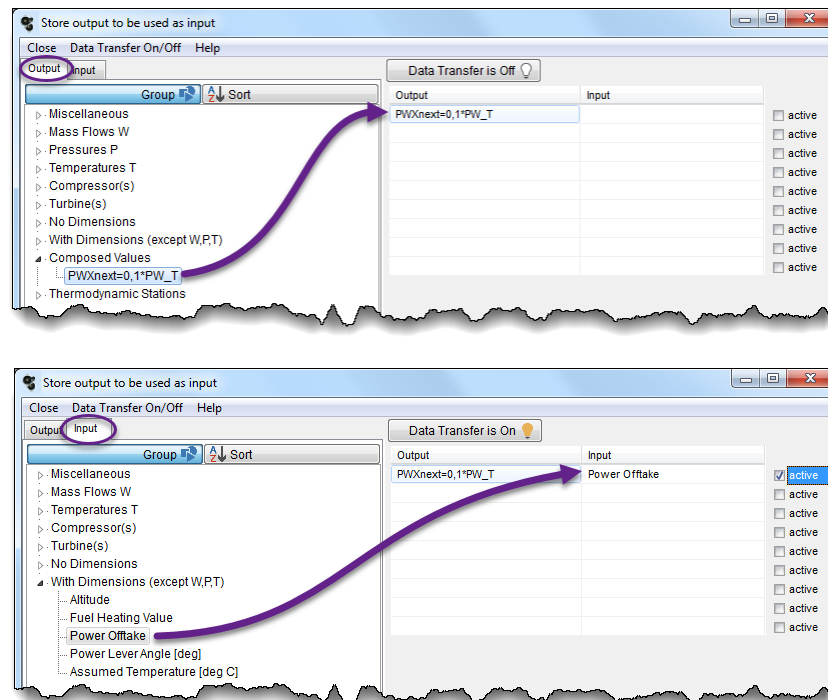 Store output to be used as input
Close Data Transfer On/Off Help
Output Input
Group Sort
Miscellaneous
Mass Flows W
Pressures P
Temperatures T
Compressor(s)
Turbine(s)
No Dimensions
With Dimensions (except W,P,T)
Composed Values
PWXnext=0,1*PW_T
Thermodynamic Stations
Data Transfer is Off
Output Input
PWXnext=0,1*PW_T
active
active
active
active
active
active
active
active
active
Store output to be used as input
Close Data Transfer On/Off Help
Output Input
Group Sort
Miscellaneous
Mass Flows W
Temperatures T
Compressor(s)
Turbine(s)
No Dimensions
With Dimensions (except W,P,T)
Altitude
Fuel Heating Value
Power Offtake
Power Lever Angle [deg]
Assumed Temperature [deg C]
Data Transfer is On
Output Input
PWXnext=0,1*PW_T Power Offtake
active
active
active
active
active
active
active
active
active